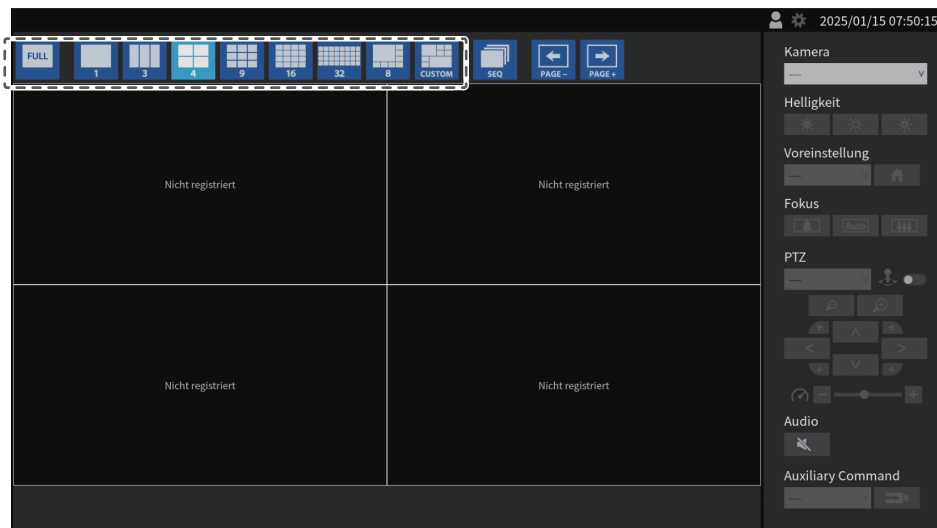 2025/01/15 07:50:15
FULL
1
3
4
9
16
32
8
CUSTOM
SEQ
PAGE -
PAGE +
Nicht registriert
Nicht registriert
Nicht registriert
Nicht registriert
Kamera
----
Helligkeit
Voreinstellung
----
Fokus
Auto
PTZ
----
Audio
Auxiliary Command
----